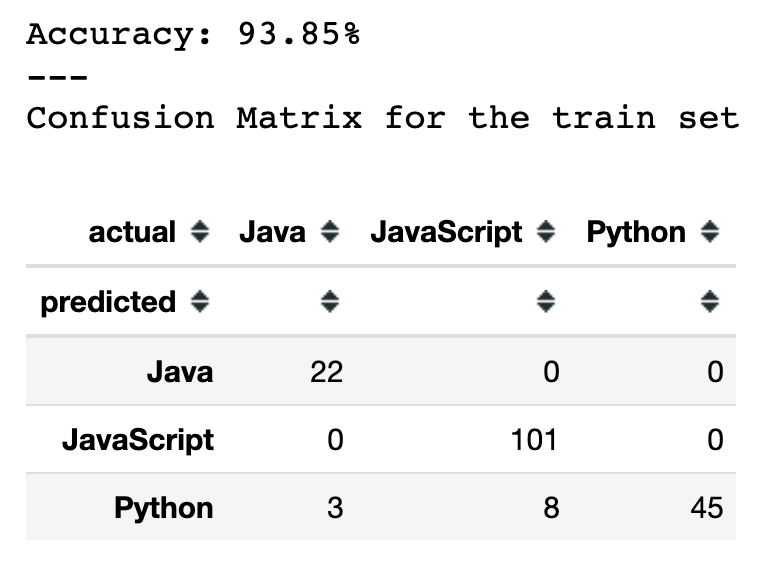 Accuracy: 93.85%
---
Confusion Matrix for the train set
actual Java JavaScript Python
predicted
Java 22 0 0
JavaScript 0 101 0
Python 3 8 45